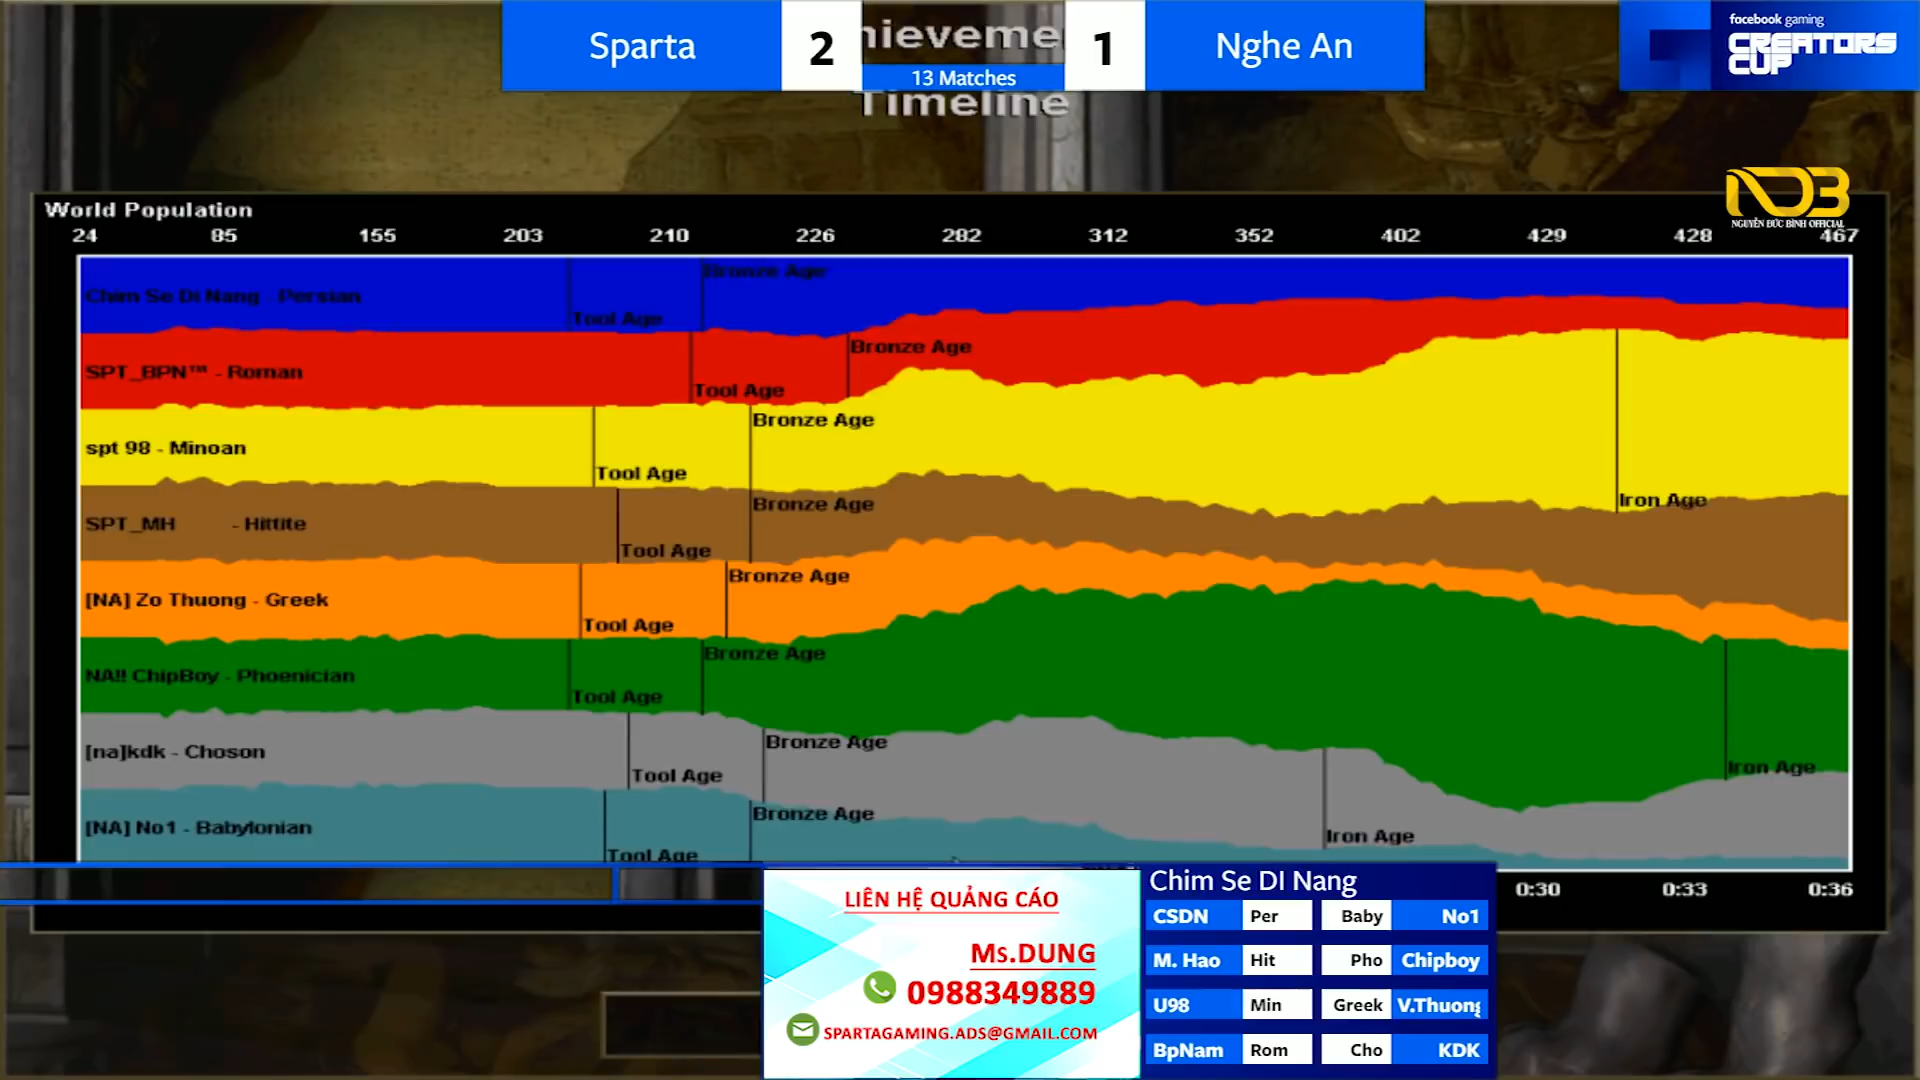 Sparta
2
hieveme
13 Matches
Timeline
1
Nghe An
facebook gaming
CREATORS
CUP
NDB
NGUYỄN ĐỨC BÌNH OFFICIAL
World Population
24 85 155 203 210 226 282 312 352 402 429 428 467
Bronze Age
Chim Se Di Nang - Persian
Tool Age
Bronze Age
SPT_BPN™ - Roman
Tool Age
Bronze Age
spt 98 - Minoan
Tool Age
Iron Age
Bronze Age
SPT_MH - Hittite
Tool Age
Bronze Age
[NA] Zo Thuong - Greek
Tool Age
Bronze Age
NA!! ChipBoy - Phoenician
Tool Age
Iron Age
Bronze Age
[na]kdk - Choson
Tool Age
Iron Age
Bronze Age
[NA] No1 - Babylonian
Tool Age
0:30 0:33 0:36
LIÊN HỆ QUẢNG CÁO
Ms.DUNG
0988349889
SPARTAGAMING.ADS@GMAIL.COM
Chim Se DI Nang
CSDN Per Baby No1
M. Hao Hit Pho Chipboy
U98 Min Greek V.Thuong
BpNam Rom Cho KDK